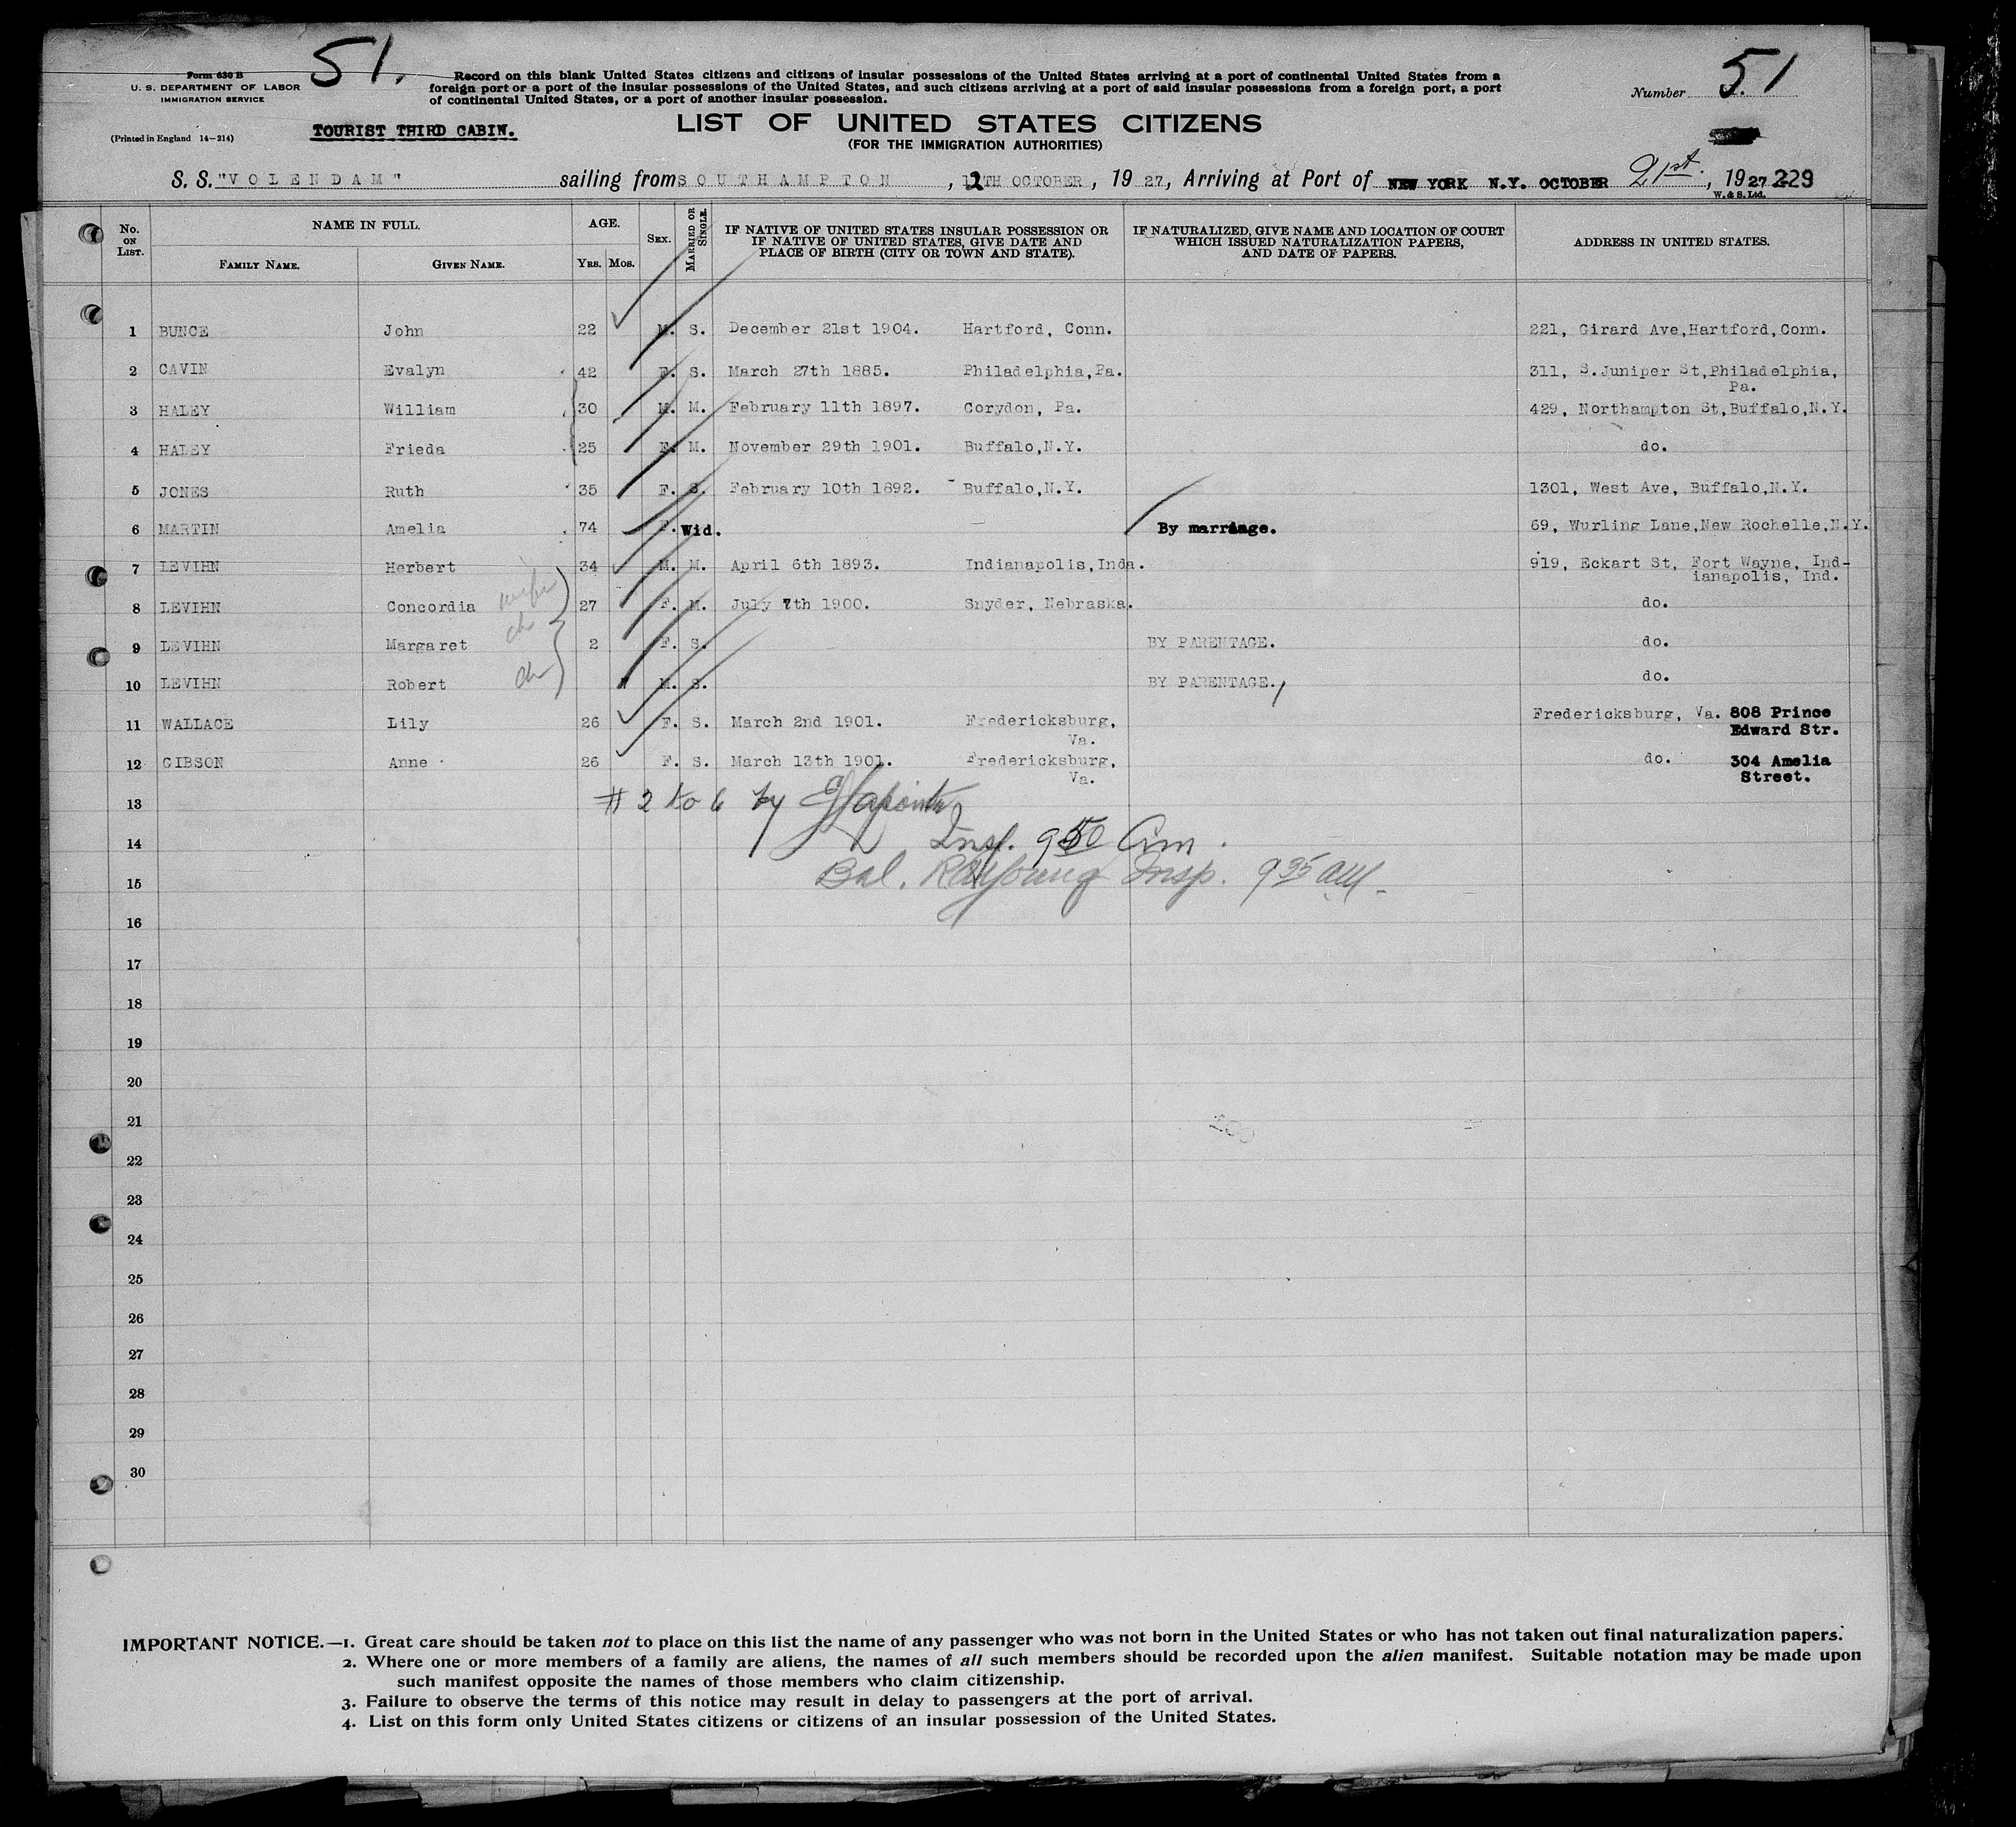 51.
Form 630 B
U. S. DEPARTMENT OF LABOR
IMMIGRATION SERVICE
(Printed in England 14—214)
TOURIST THIRD CABIN.
Record on this blank United States citizens and citizens of insular possessions of the United States arriving at a port of continental United States from a
foreign port or a port of the insular possessions of the United States, and such citizens arriving at a port of said insular possessions from a foreign port, a port
of continental United States, or a port of another insular possession.
Number 51
LIST OF UNITED STATES CITIZENS
(FOR THE IMMIGRATION AUTHORITIES)
S. S. "VOLENDAM" sailing from SOUTHAMPTON, 12TH OCTOBER, 1927, Arriving at Port of NEW YORK N.Y. OCTOBER 21st., 1927 229
W. & S. Ltd.
No. ON LIST. NAME IN FULL. FAMILY NAME. GIVEN NAME. AGE. YRS. MOS. SEX. MARRIED OR SINGLE. IF NATIVE OF UNITED STATES INSULAR POSSESSION OR IF NATIVE OF UNITED STATES, GIVE DATE AND PLACE OF BIRTH (CITY OR TOWN AND STATE). IF NATURALIZED, GIVE NAME AND LOCATION OF COURT WHICH ISSUED NATURALIZATION PAPERS, AND DATE OF PAPERS. ADDRESS IN UNITED STATES.
1 BUNCE John 22 M. S. December 21st 1904. Hartford, Conn. 221, Girard Ave, Hartford, Conn.
2 CAVIN Evalyn 42 F. S. March 27th 1885. Philadelphia, Pa. 311, S. Juniper St, Philadelphia, Pa.
3 HALEY William 30 M. M. February 11th 1897. Corydon, Pa. 429, Northampton St, Buffalo, N.Y.
4 HALEY Frieda 25 F. M. November 29th 1901. Buffalo, N.Y. do.
5 JONES Ruth 35 F. S. February 10th 1892. Buffalo, N.Y. 1301, West Ave, Buffalo, N.Y.
6 MARTIN Amelia 74 F. Wid. By marriage. 69, Wurling Lane, New Rochelle, N.Y.
7 LEVIHN Herbert 34 M. M. April 6th 1893. Indianapolis, Inda. 919, Eckart St, Fort Wayne, Ind-
ianapolis, Ind.
8 LEVIHN Concordia wife 27 F. M. July 7th 1900. Snyder, Nebraska. do.
9 LEVIHN Margaret ch 2 F. S. BY PARENTAGE. do.
10 LEVIHN Robert ch M. S. BY PARENTAGE. do.
11 WALLACE Lily 26 F. S. March 2nd 1901. Fredericksburg, Va. Fredericksburg, Va. 808 Prince Edward Str.
12 GIBSON Anne 26 F. S. March 13th 1901. Fredericksburg, Va. do. 304 Amelia Street.
13 # 2 to 6 by
14 Insp. 950 Am.
15 Bal. Young Insp. 9 35 AM.
16
17
18
19
20
21
22
23
24
25
26
27
28
29
30
IMPORTANT NOTICE.—1. Great care should be taken not to place on this list the name of any passenger who was not born in the United States or who has not taken out final naturalization papers.
2. Where one or more members of a family are aliens, the names of all such members should be recorded upon the alien manifest. Suitable notation may be made upon
such manifest opposite the names of those members who claim citizenship.
3. Failure to observe the terms of this notice may result in delay to passengers at the port of arrival.
4. List on this form only United States citizens or citizens of an insular possession of the United States.